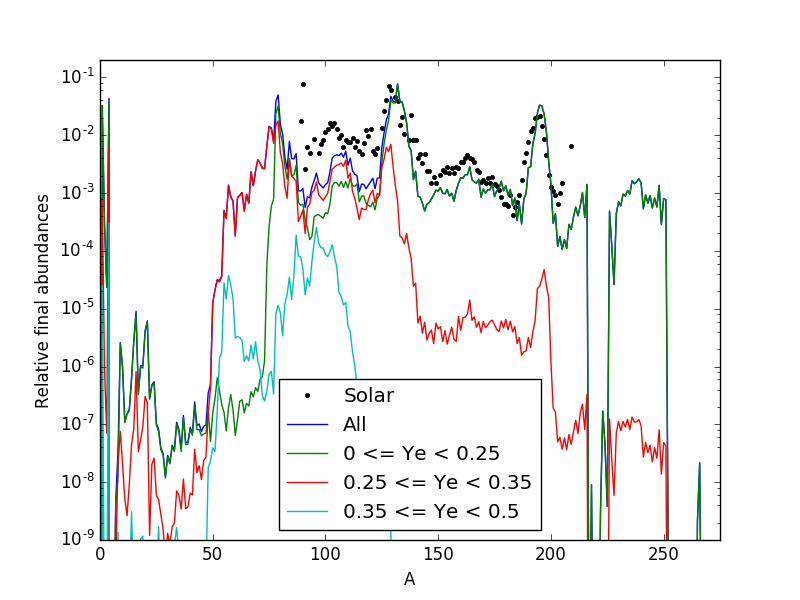 10^-1
10^-2
10^-3
10^-4
10^-5
10^-6
10^-7
10^-8
10^-9
Relative final abundances
Solar
All
0 <= Ye < 0.25
0.25 <= Ye < 0.35
0.35 <= Ye < 0.5
0 50 100 150 200 250
A